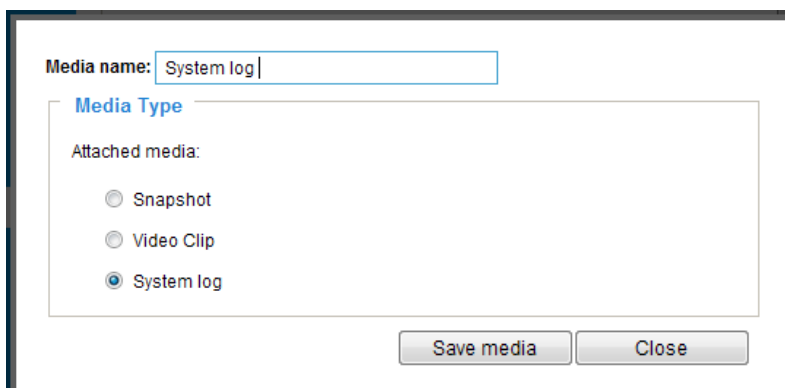 Media name: System log
Media Type
Attached media:
Snapshot
Video Clip
System log
Save media Close